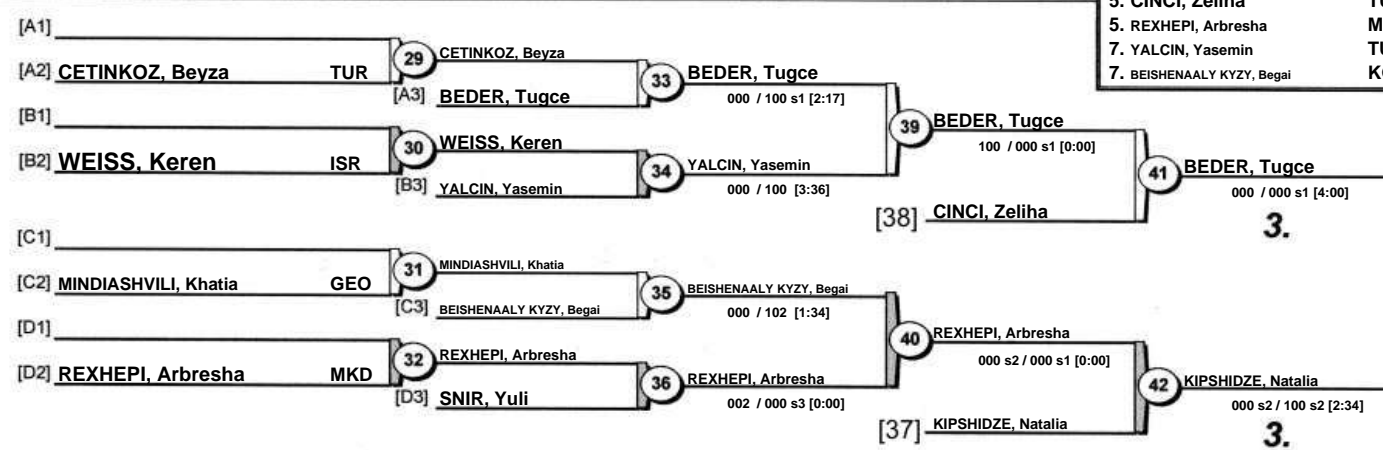 5. CINCI, Zeliha
5. REXHEPI, Arbresha
7. YALCIN, Yasemin
7. BEISHENAALY KYZY, Begai
[A1]
[A2] CETINKOZ, Beyza TUR
29
CETINKOZ, Beyza
[A3] BEDER, Tugce
33
BEDER, Tugce
000 / 100 s1 [2:17]
[B1]
[B2] WEISS, Keren ISR
30
WEISS, Keren
[B3] YALCIN, Yasemin
34
YALCIN, Yasemin
000 / 100 [3:36]
39
BEDER, Tugce
100 / 000 s1 [0:00]
[38] CINCI, Zeliha
41
BEDER, Tugce
000 / 000 s1 [4:00]
3.
[C1]
[C2] MINDIASHVILI, Khatia GEO
31
MINDIASHVILI, Khatia
[C3] BEISHENAALY KYZY, Begai
35
BEISHENAALY KYZY, Begai
000 / 102 [1:34]
[D1]
[D2] REXHEPI, Arbresha MKD
32
REXHEPI, Arbresha
[D3] SNIR, Yuli
36
REXHEPI, Arbresha
002 / 000 s3 [0:00]
40
REXHEPI, Arbresha
000 s2 / 000 s1 [0:00]
[37] KIPSHIDZE, Natalia
42
KIPSHIDZE, Natalia
000 s2 / 100 s2 [2:34]
3.